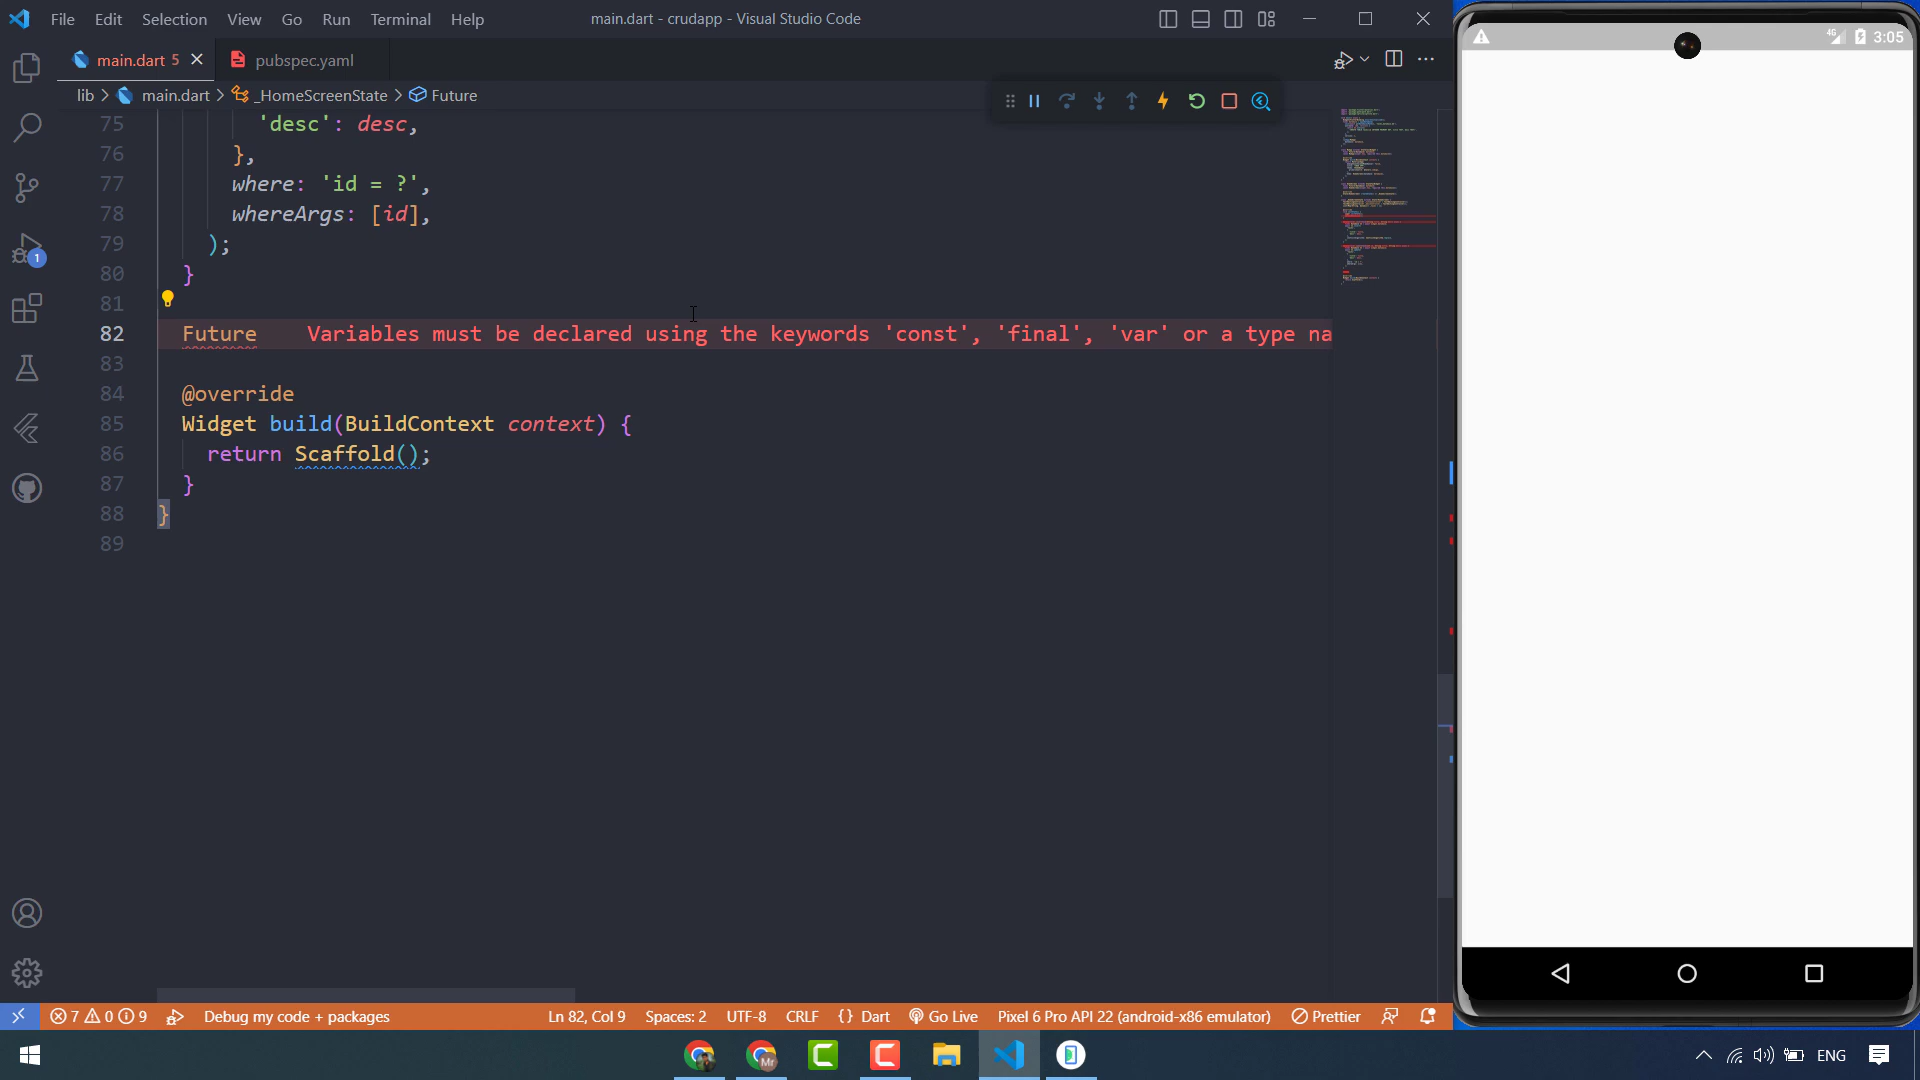 File Edit Selection View Go Run Terminal Help
main.dart - crudapp - Visual Studio Code
main.dart 5
pubspec.yaml
lib > main.dart > _HomeScreenState > Future
75 'desc': desc,
76 },
77 where: 'id = ?',
78 whereArgs: [id],
79 );
80 }
81
82 Future Variables must be declared using the keywords 'const', 'final', 'var' or a type na
83
84 @override
85 Widget build(BuildContext context) {
86 return Scaffold();
87 }
88 }
89
1
7 0 9 Debug my code + packages
Ln 82, Col 9 Spaces: 2 UTF-8 CRLF {} Dart Go Live Pixel 6 Pro API 22 (android-x86 emulator) Prettier
4G 3:05
Mr
ENG